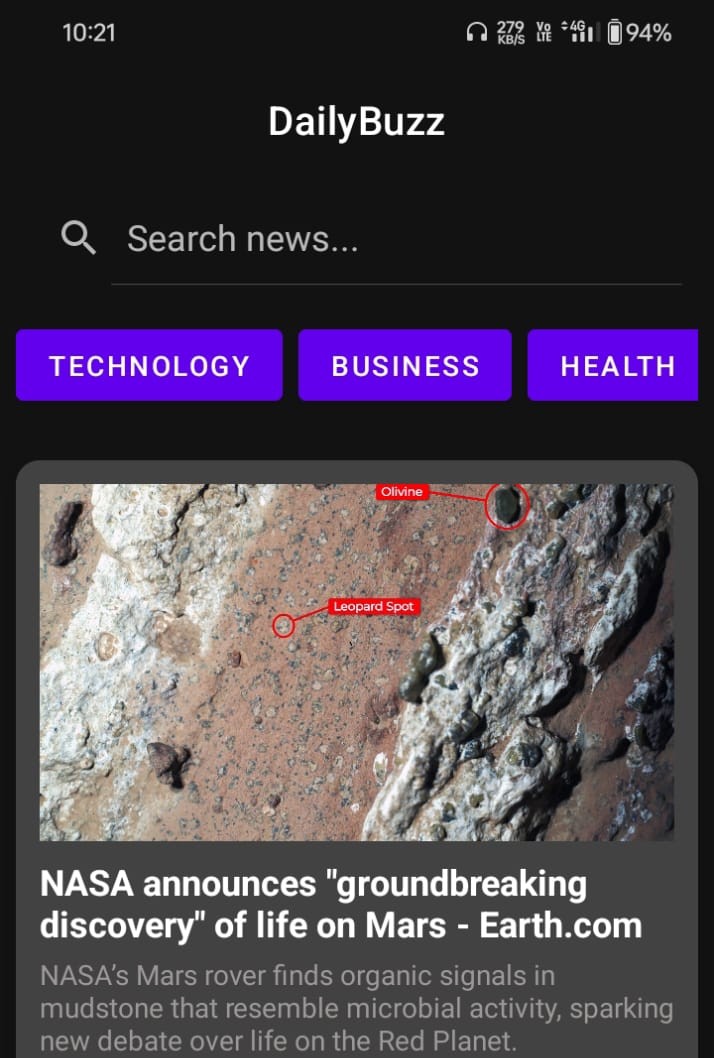 10:21
279
KB/S
Vo
LTE
4G
94%
DailyBuzz
Search news...
TECHNOLOGY
BUSINESS
HEALTH
Olivine
Leopard Spot
NASA announces "groundbreaking
discovery" of life on Mars - Earth.com
NASA’s Mars rover finds organic signals in
mudstone that resemble microbial activity, sparking
new debate over life on the Red Planet.